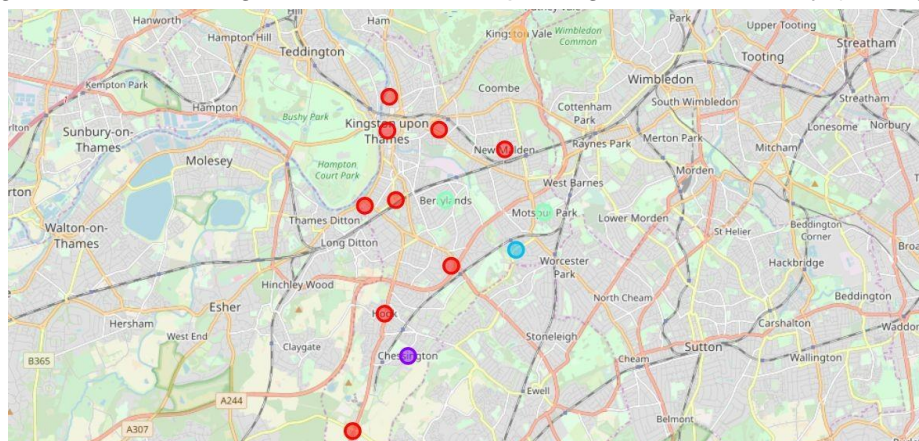 Hanworth
Ham
Kingston Vale
Wimbledon
Common
Park
Upper Tooting
Hampton Hill
Teddington
Tooting
Streatham
Kempton Park
Coombe
Wimbledon
Hampton
Bushy Park
Cottenham
Park
South Wimbledon
Streatham
Sunbury-on-
Thames
Kingston upon
Thames
Raynes Park
Merton Park
Lonesome
Norbury
Molesey
Hampton
Court Park
New Malden
Mitcham
Morden
West Barnes
Berrylands
Motspur Park
Lower Morden
Walton-on-
Thames
Thames Ditton
Long Ditton
St Helier
Beddington
Corner
Worcester
Park
Hackbridge
Hinchley Wood
Esher
North Cheam
Beddington
Hersham
West End
Hook
Carshalton
Claygate
Stoneleigh
Sutton
B365
Chessington
Cheam
Wallington
Ewell
A244
A307
Belmont